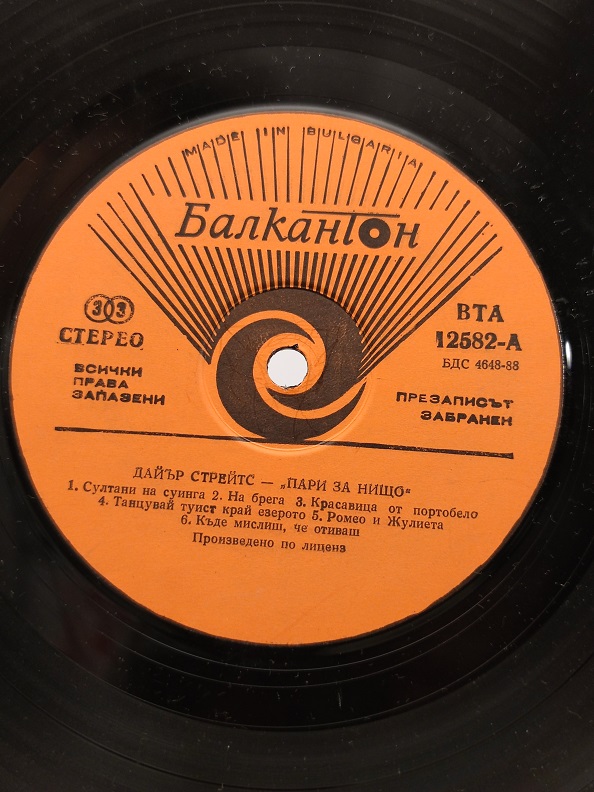 MADE IN BULGARIA
Балкантон
33
СТЕРЕО
ВСИЧКИ
ПРАВА
ЗАПАЗЕНИ
ВТА
12582-А
БДС 4648-88
ПРЕЗАПИСЪТ
ЗАБРАНЕН
ДАЙЪР СТРЕЙТС — „ПАРИ ЗА НИЩО"
1. Султани на суинга 2. На брега 3. Красавица от портобело
4. Танцувай туист край езерото 5. Ромео и Жулиета
6. Къде мислиш, че отиваш
Произведено по лиценз